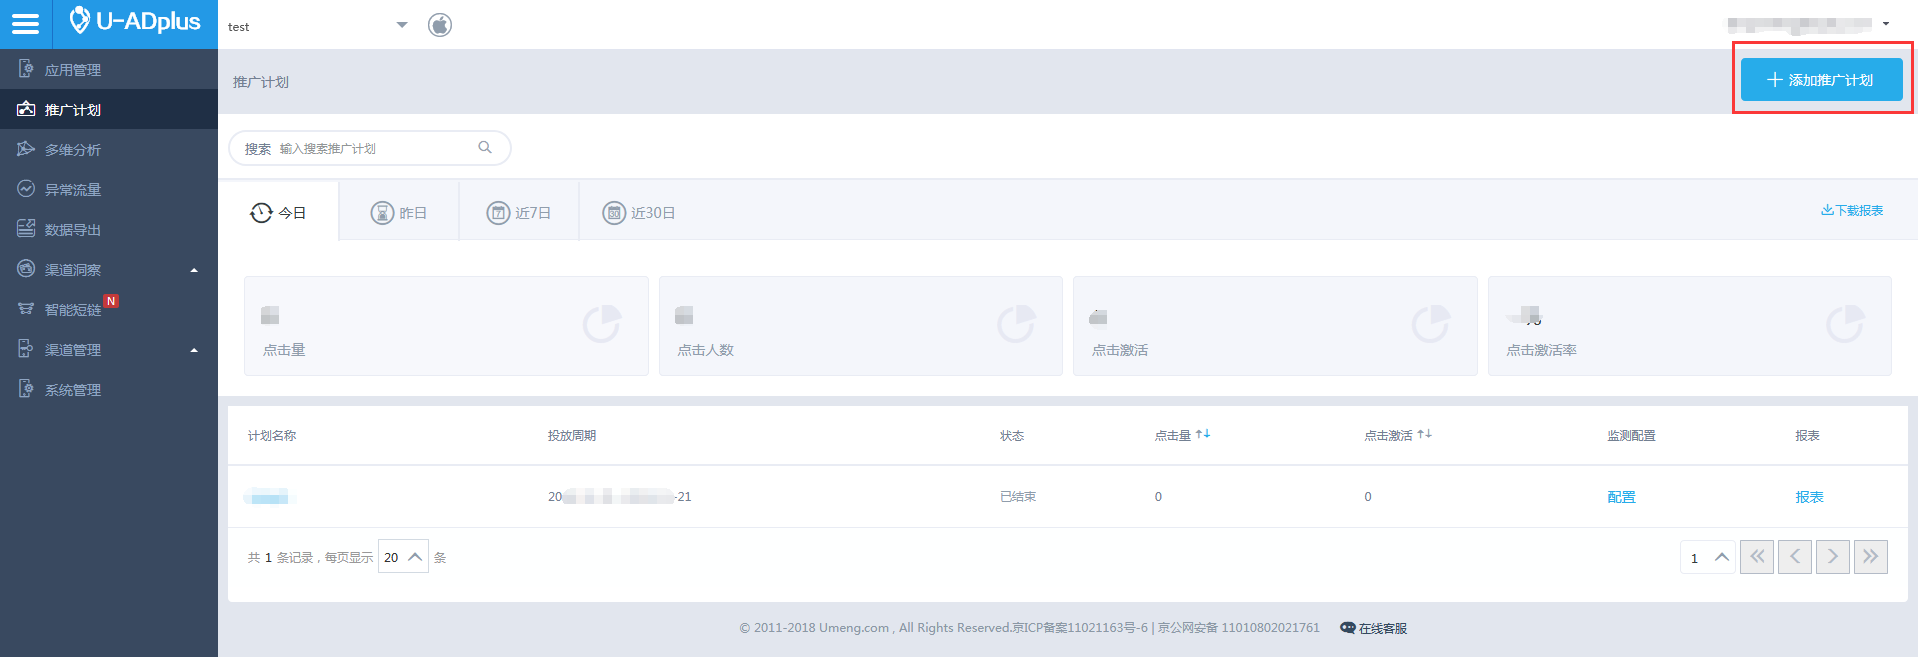 U-ADplus
test
应用管理
推广计划
多维分析
异常流量
数据导出
渠道洞察
智能短链 N
渠道管理
系统管理
推广计划
添加推广计划
搜索 输入搜索推广计划
今日
昨日
7 近7日
30 近30日
下载报表
点击量
点击人数
点击激活
点击激活率
计划名称 投放周期 状态 点击量 点击激活 监测配置 报表
20 -21 已结束 0 0 配置 报表
共 1 条记录，每页显示 20 条
1
© 2011-2018 Umeng.com , All Rights Reserved.京ICP备案11021163号-6 | 京公网安备 11010802021761 在线客服